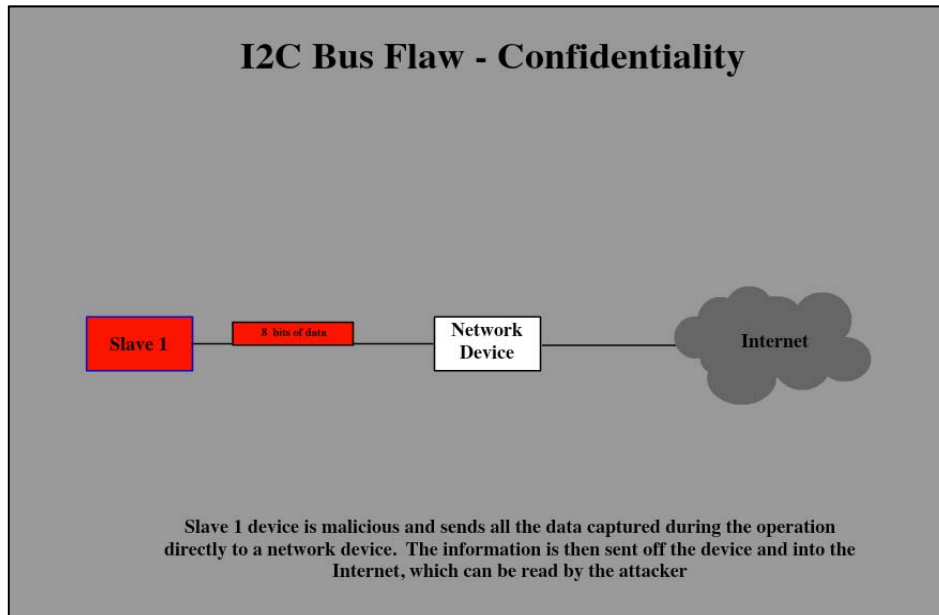 I2C Bus Flaw - Confidentiality
Slave 1
8 bits of data
Network
Device
Internet
Slave 1 device is malicious and sends all the data captured during the operation
directly to a network device. The information is then sent off the device and into the
Internet, which can be read by the attacker